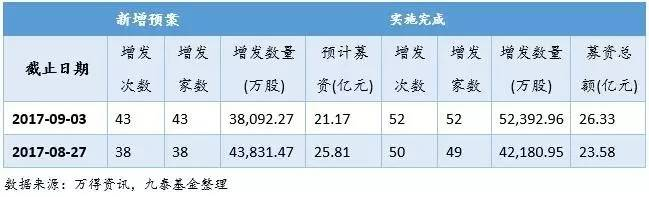 新增预案 实施完成
截止日期 增发次数 增发家数 增发数量(万股) 预计募资(亿元) 增发次数 增发家数 增发数量(万股) 募资总额(亿元)
2017-09-03 43 43 38,092.27 21.17 52 52 52,392.96 26.33
2017-08-27 38 38 43,831.47 25.81 50 49 42,180.95 23.58
数据来源：万得资讯，九泰基金整理